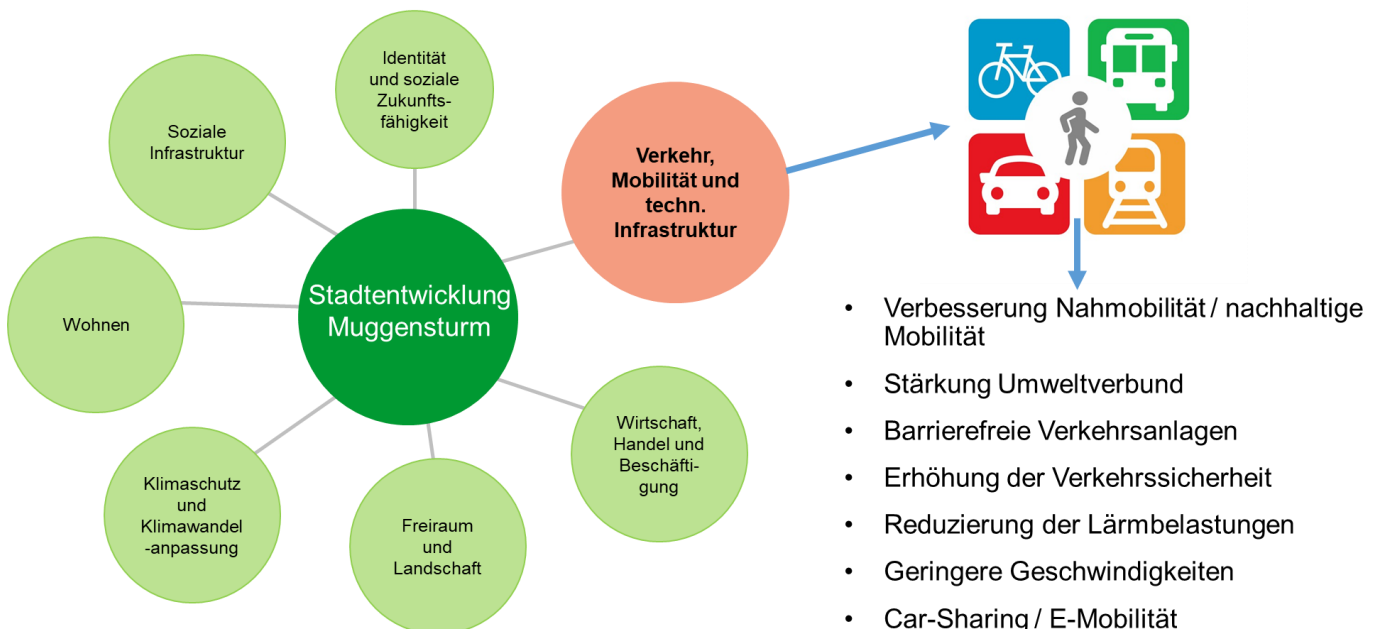 Identität
und soziale
Zukunfts-
fähigkeit
Soziale
Infrastruktur
Verkehr,
Mobilität und
techn.
Infrastruktur
Stadtentwicklung
Muggensturm
Wohnen
Wirtschaft,
Handel und
Beschäfti-
gung
Klimaschutz
und
Klimawandel
-anpassung
Freiraum
und
Landschaft
• Verbesserung Nahmobilität / nachhaltige
Mobilität
• Stärkung Umweltverbund
• Barrierefreie Verkehrsanlagen
• Erhöhung der Verkehrssicherheit
• Reduzierung der Lärmbelastungen
• Geringere Geschwindigkeiten
• Car-Sharing / E-Mobilität